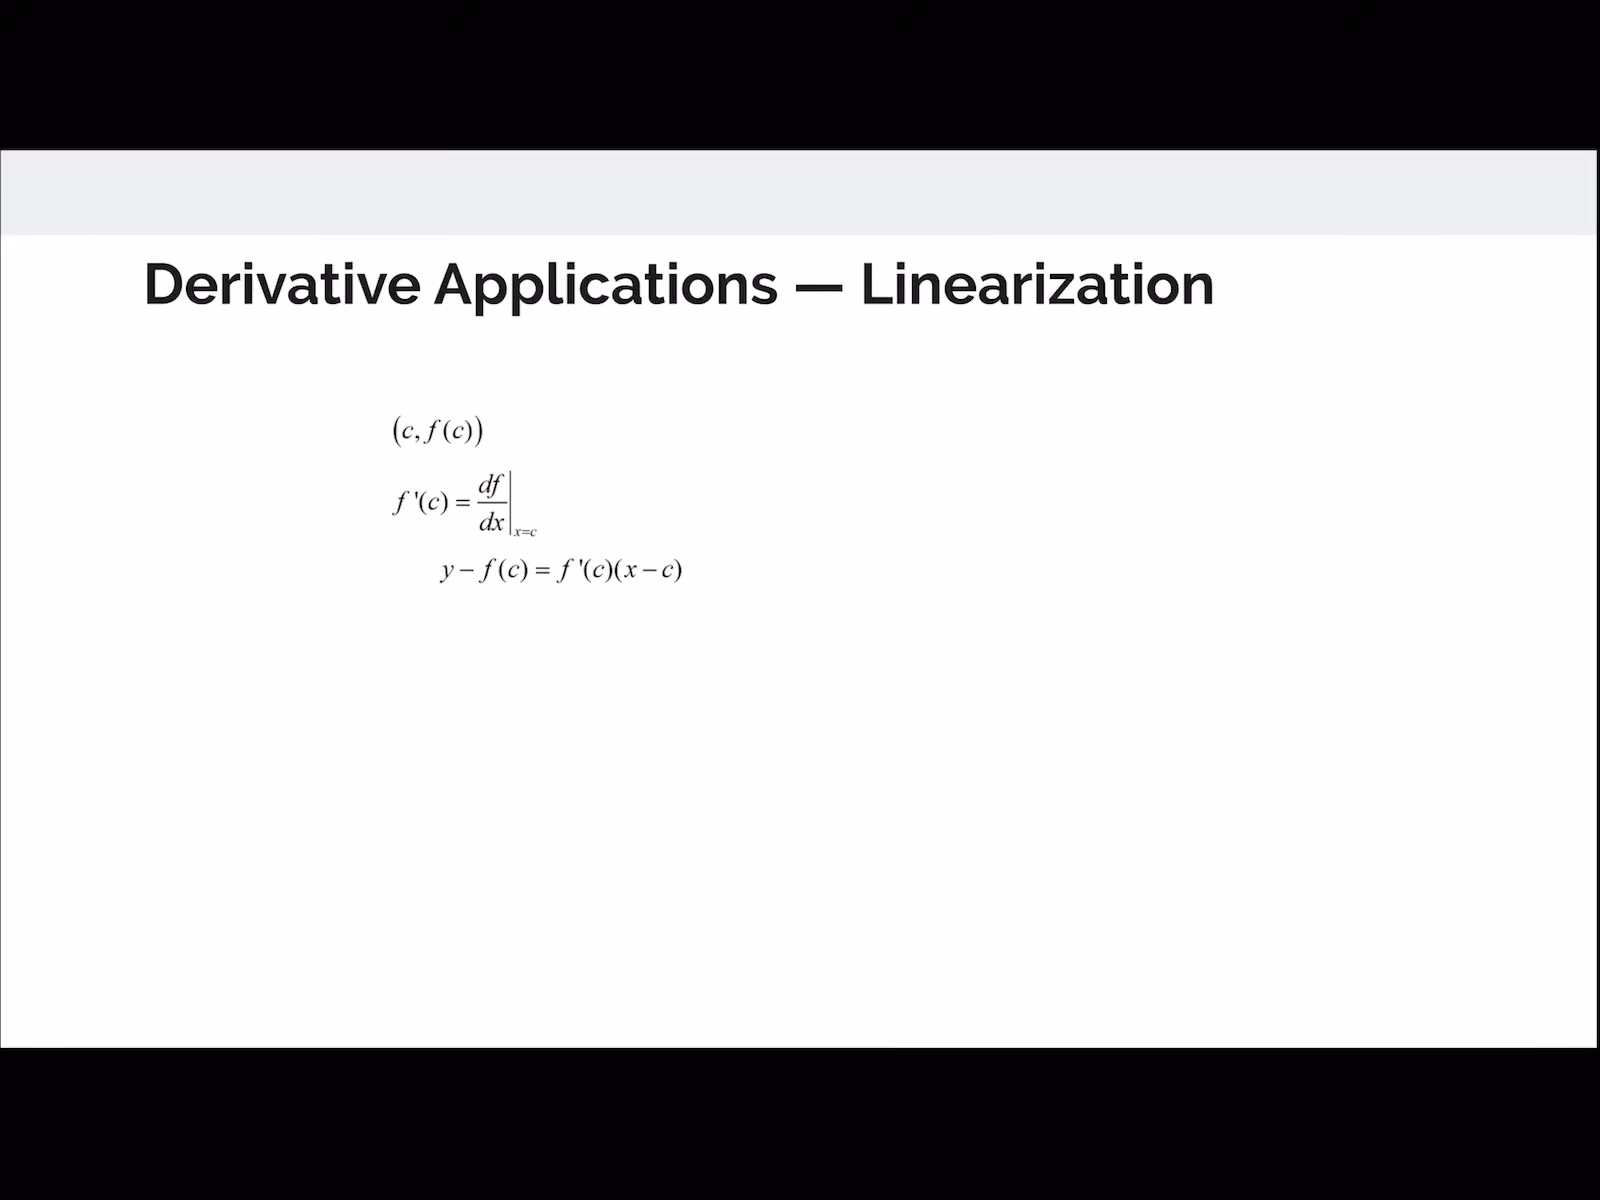 Derivative Applications — Linearization
(c, f(c))
f '(c) = df/dx|x=c
y − f(c) = f '(c)(x − c)